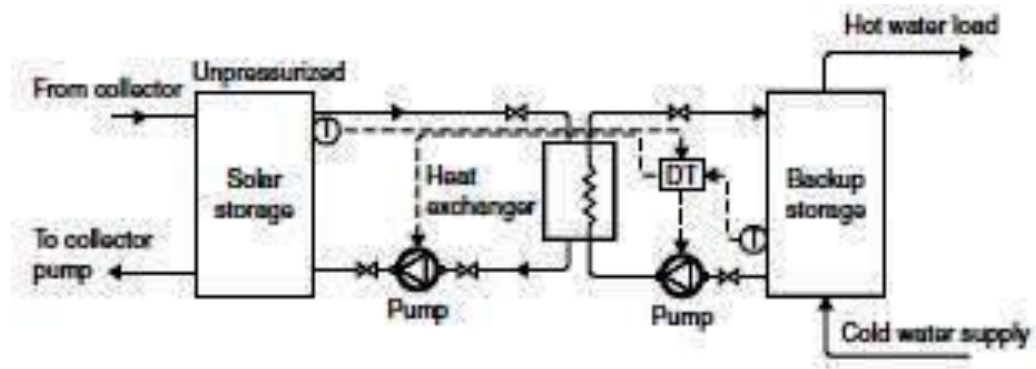 Hot water load
Unpressurized
From collector
T
Solar
storage
Heat
exchanger
DT
Backup
storage
T
To collector
pump
Pump
Pump
Cold water supply